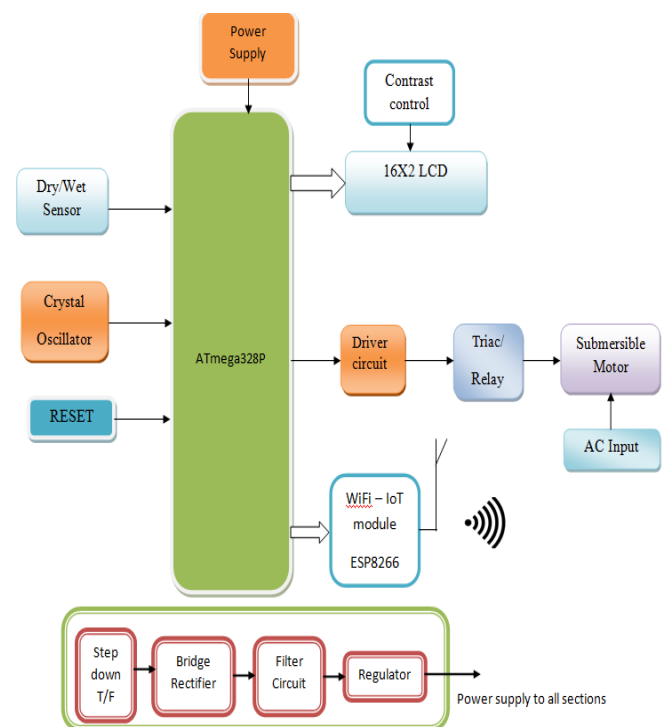 Power
Supply
Contrast
control
16X2 LCD
Dry/Wet
Sensor
Crystal
Oscillator
ATmega328P
Driver
circuit
Triac/
Relay
Submersible
Motor
RESET
AC Input
WiFi – IoT
module
ESP8266
Step
down
T/F
Bridge
Rectifier
Filter
Circuit
Regulator
Power supply to all sections